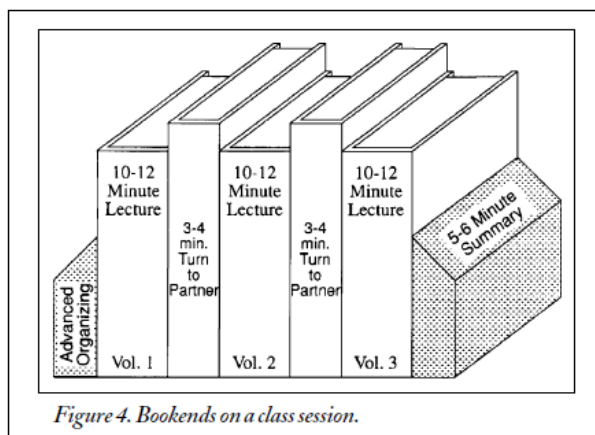 Advanced
Organizing
10-12
Minute
Lecture
Vol. 1
3-4
min.
Turn
to
Partner
10-12
Minute
Lecture
Vol. 2
3-4
min.
Turn
to
Partner
10-12
Minute
Lecture
Vol. 3
5-6 Minute
Summary
Figure 4. Bookends on a class session.